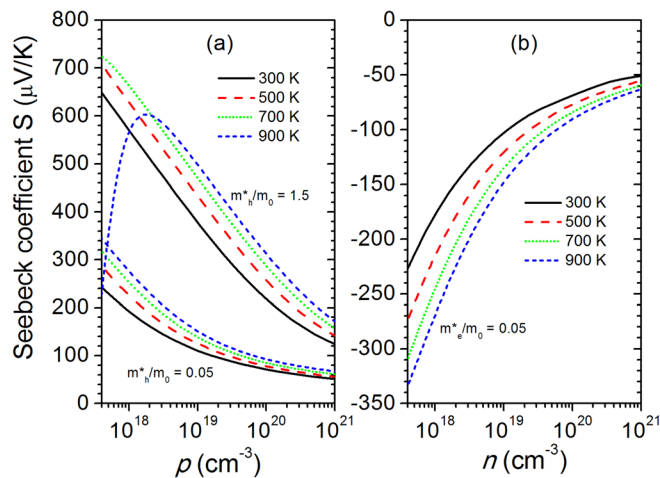 Seebeck coefficient S (μV/K)
800
700
600
500
400
300
200
100
0
(a)
300 K
500 K
700 K
900 K
m*h/m0 = 1.5
m*h/m0 = 0.05
10^18
10^19
10^20
10^21
p (cm^-3)
0
-50
-100
-150
-200
-250
-300
-350
(b)
300 K
500 K
700 K
900 K
m*e/m0 = 0.05
10^18
10^19
10^20
10^21
n (cm^-3)